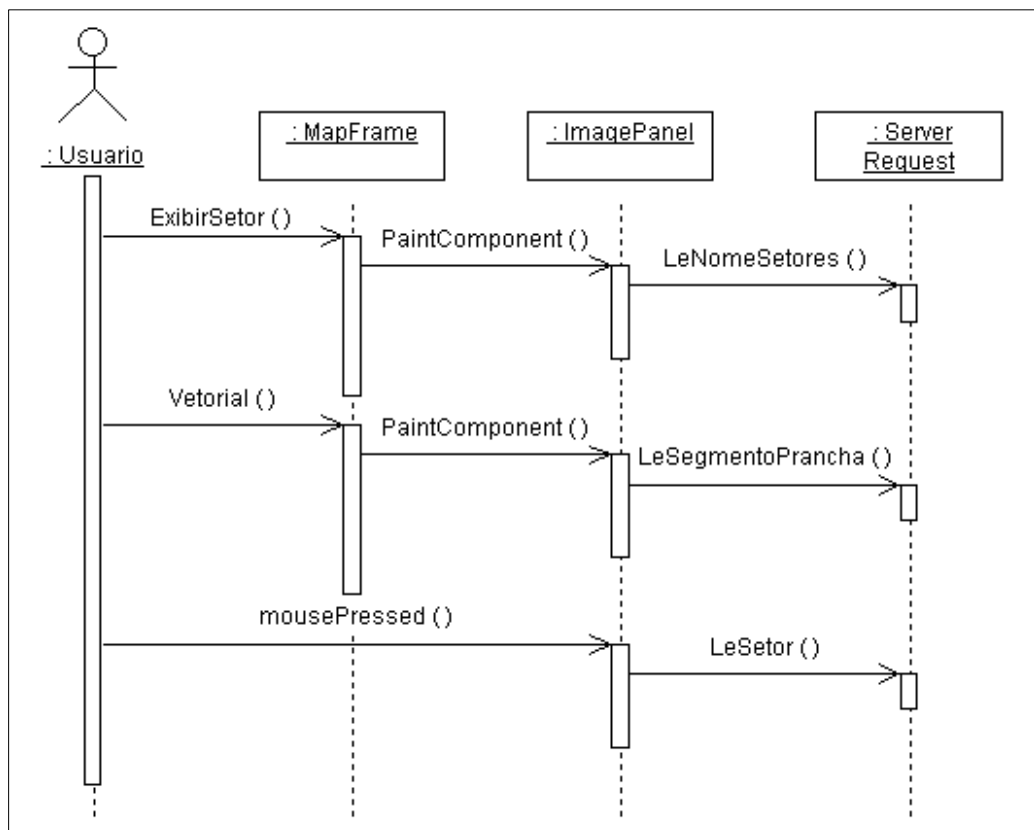 : Usuario
: MapFrame
: ImagePanel
: Server
Request
ExibirSetor ()
PaintComponent ()
LeNomeSetores ()
Vetorial ()
PaintComponent ()
LeSegmentoPrancha ()
mousePressed ()
LeSetor ()